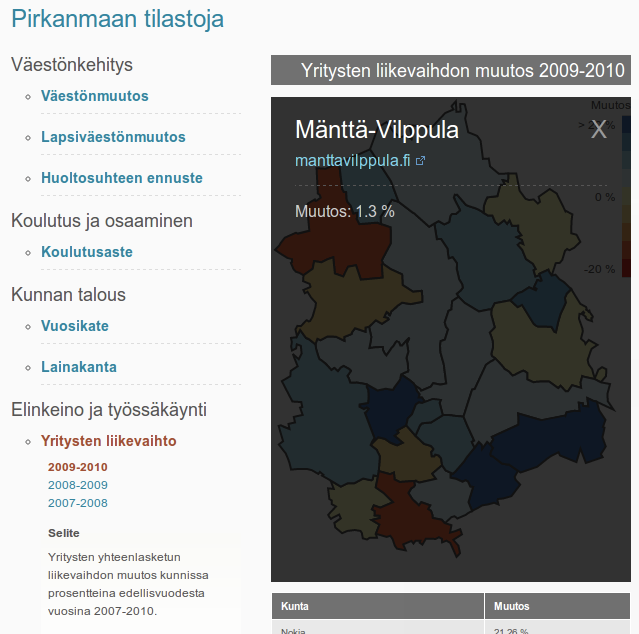 Pirkanmaan tilastoja
Väestönkehitys
Väestönmuutos
Lapsiväestönmuutos
Huoltosuhteen ennuste
Koulutus ja osaaminen
Koulutusaste
Kunnan talous
Vuosikate
Lainakanta
Elinkeino ja työssäkäynti
Yritysten liikevaihto
2009-2010
2008-2009
2007-2008
Selite
Yritysten yhteenlasketun
liikevaihdon muutos kunnissa
prosentteina edellisvuodesta
vuosina 2007-2010.
Yritysten liikevaihdon muutos 2009-2010
Muutos
X
0 %
-20 %
Mänttä-Vilppula
manttavilppula.fi
Muutos: 1.3 %
Kunta Muutos
Nokia 21.26 %